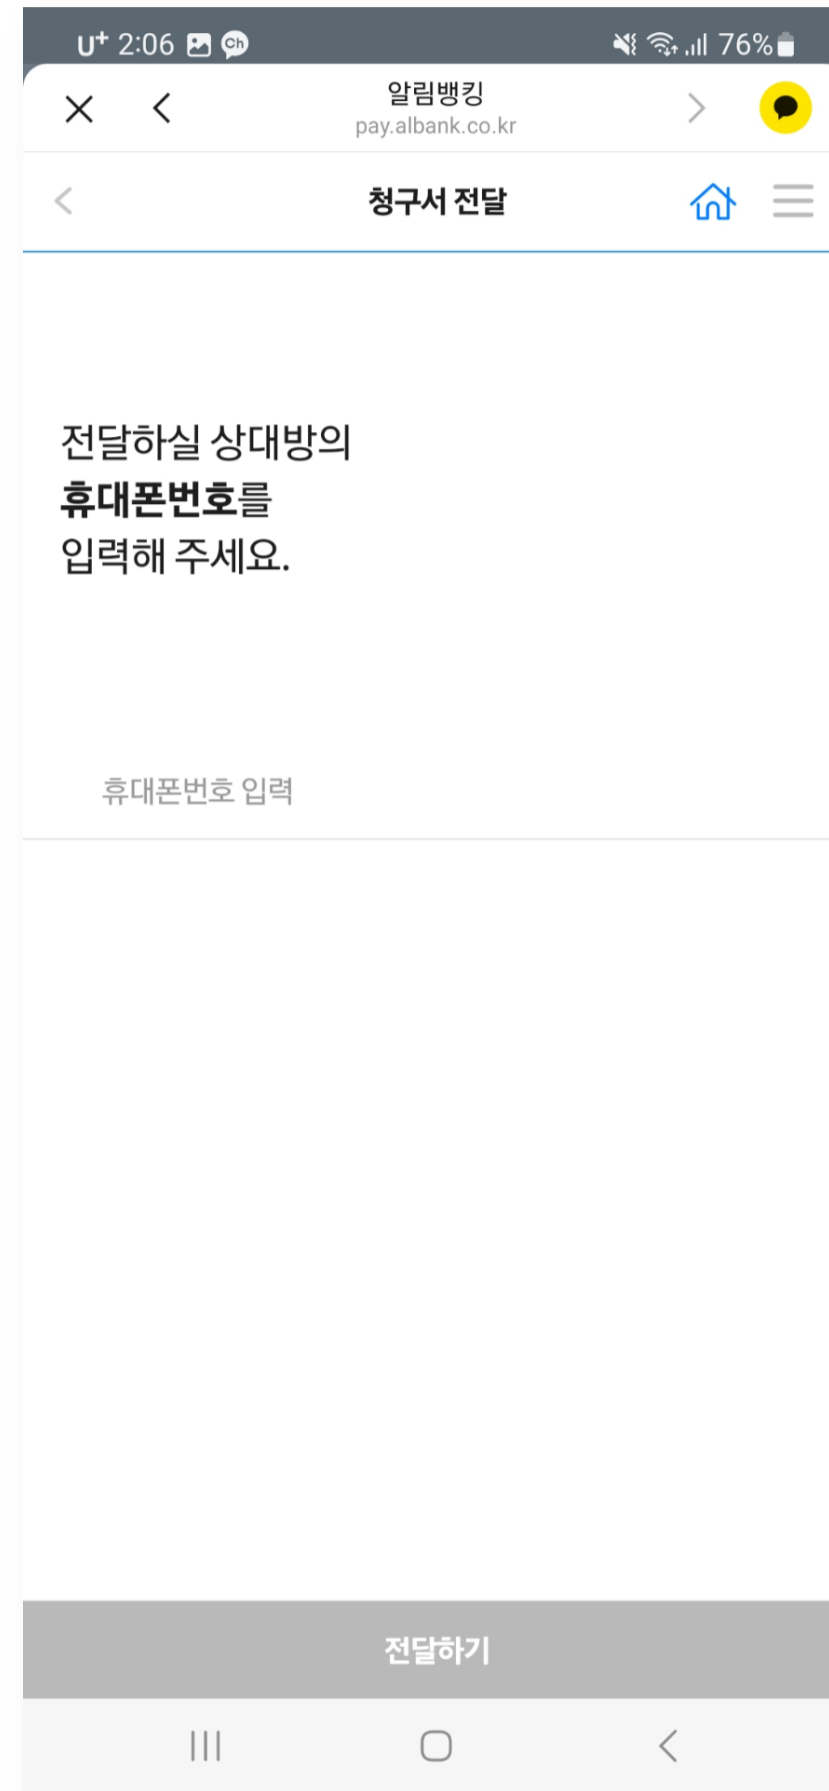 U+ 2:06 Ch 76%
알림뱅킹
pay.albank.co.kr
청구서 전달
전달하실 상대방의
휴대폰번호를
입력해 주세요.
휴대폰번호 입력
전달하기